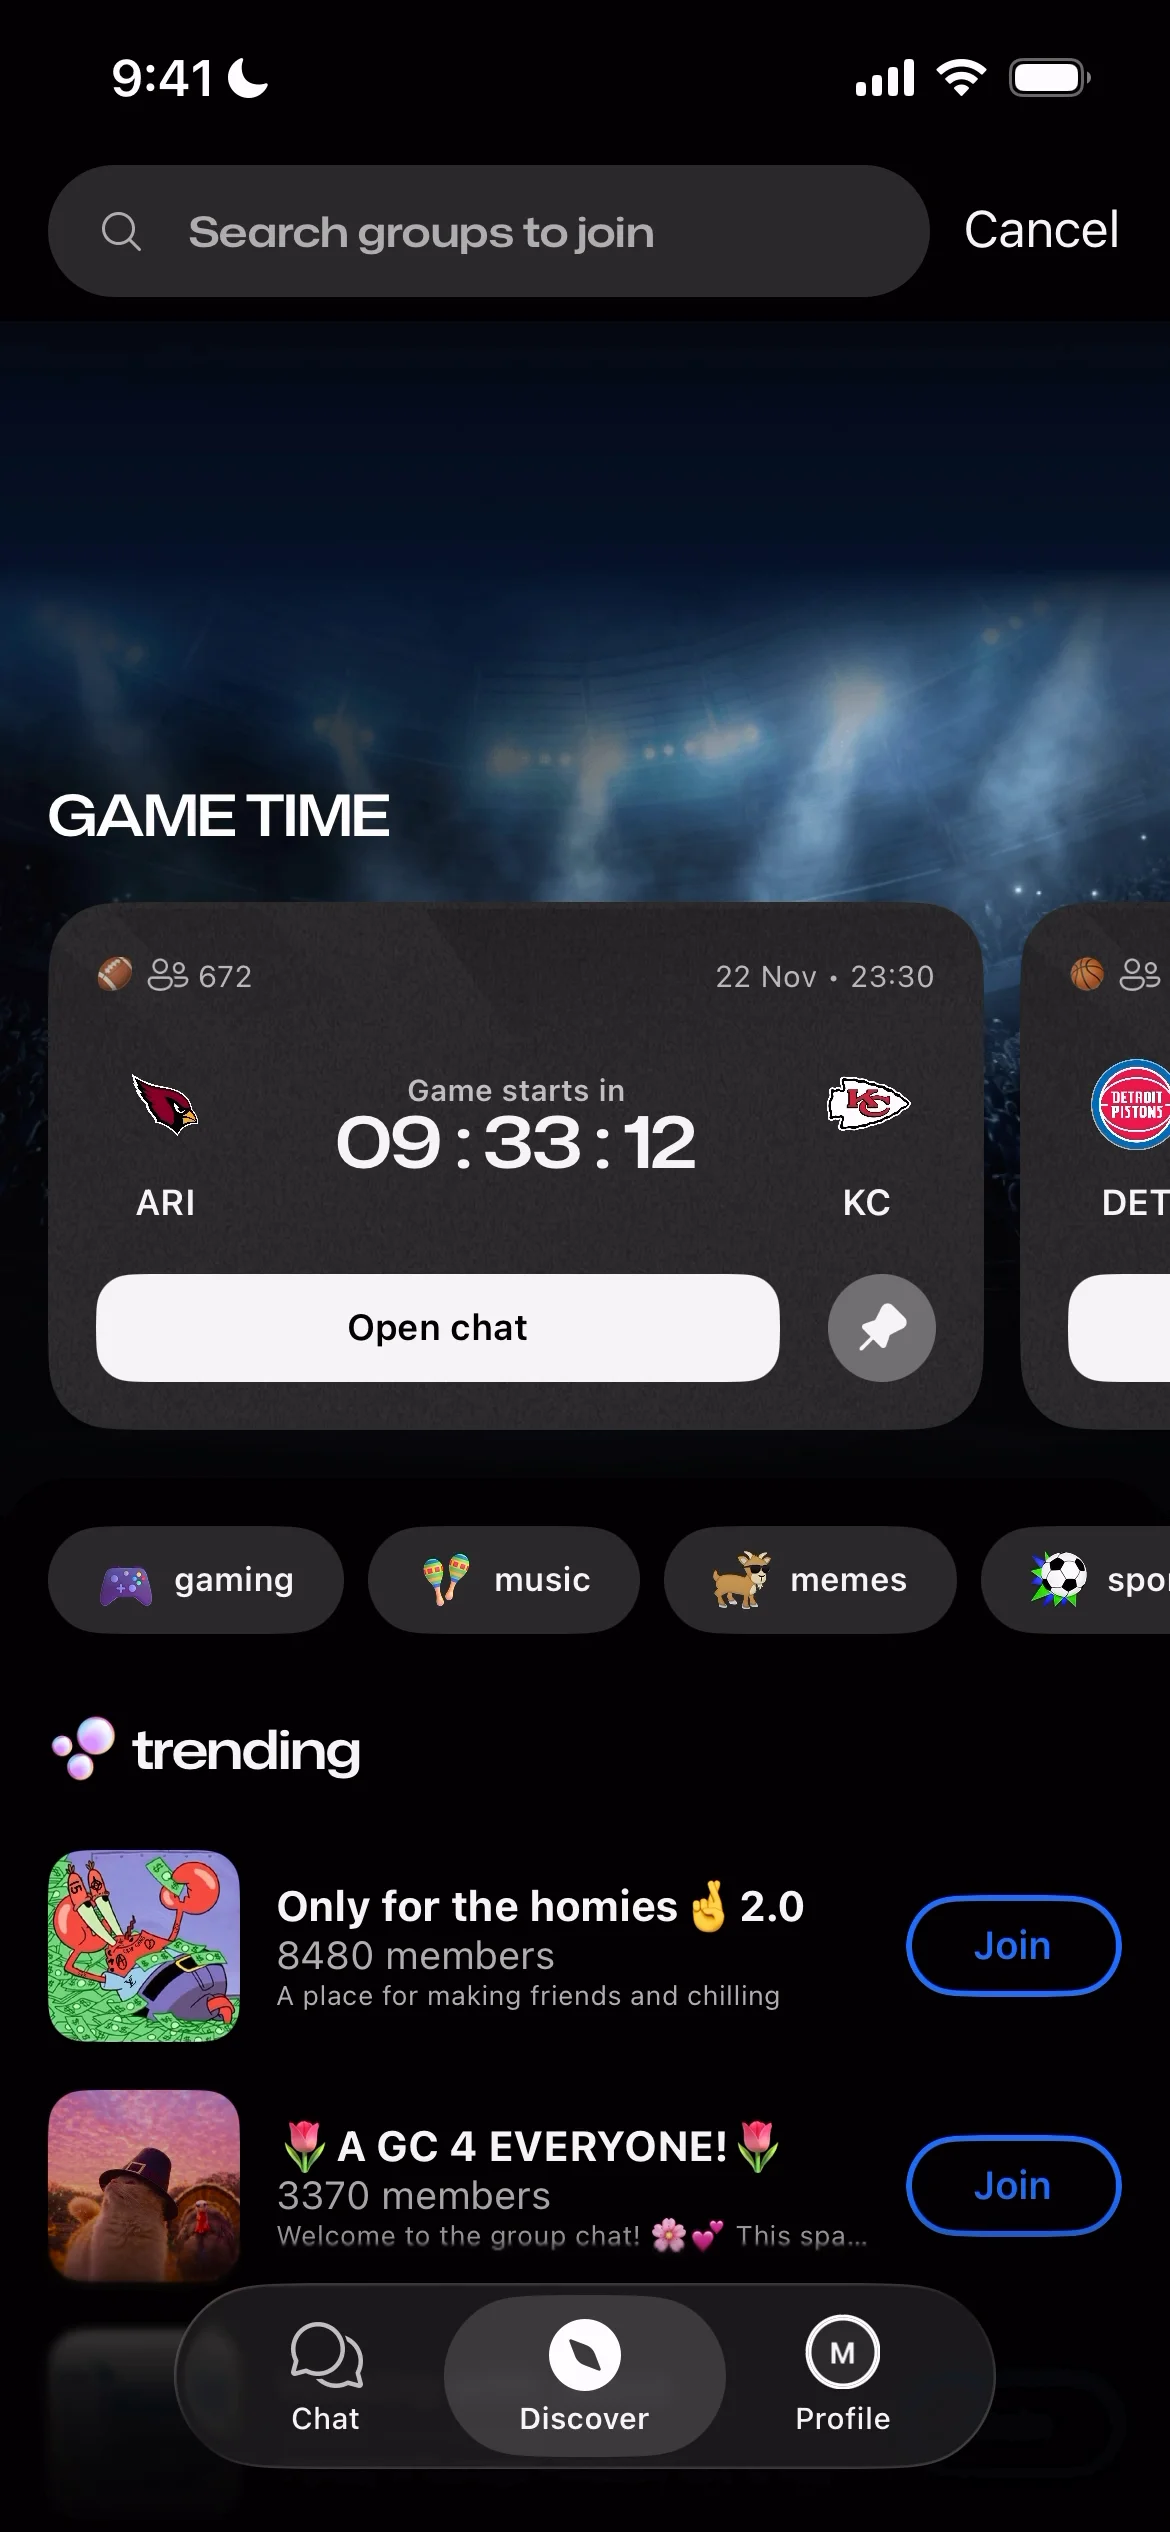 9:41
Search groups to join
Cancel
GAME TIME
672
22 Nov • 23:30
Game starts in
09:33:12
ARI
KC
KC
DETROIT
PISTONS
DET
Open chat
gaming
music
memes
spor
trending
Only for the homies🤞2.0
8480 members
A place for making friends and chilling
Join
🌷A GC 4 EVERYONE!🌷
3370 members
Welcome to the group chat! 🌸💕 This spa...
Join
M
Chat
Discover
Profile